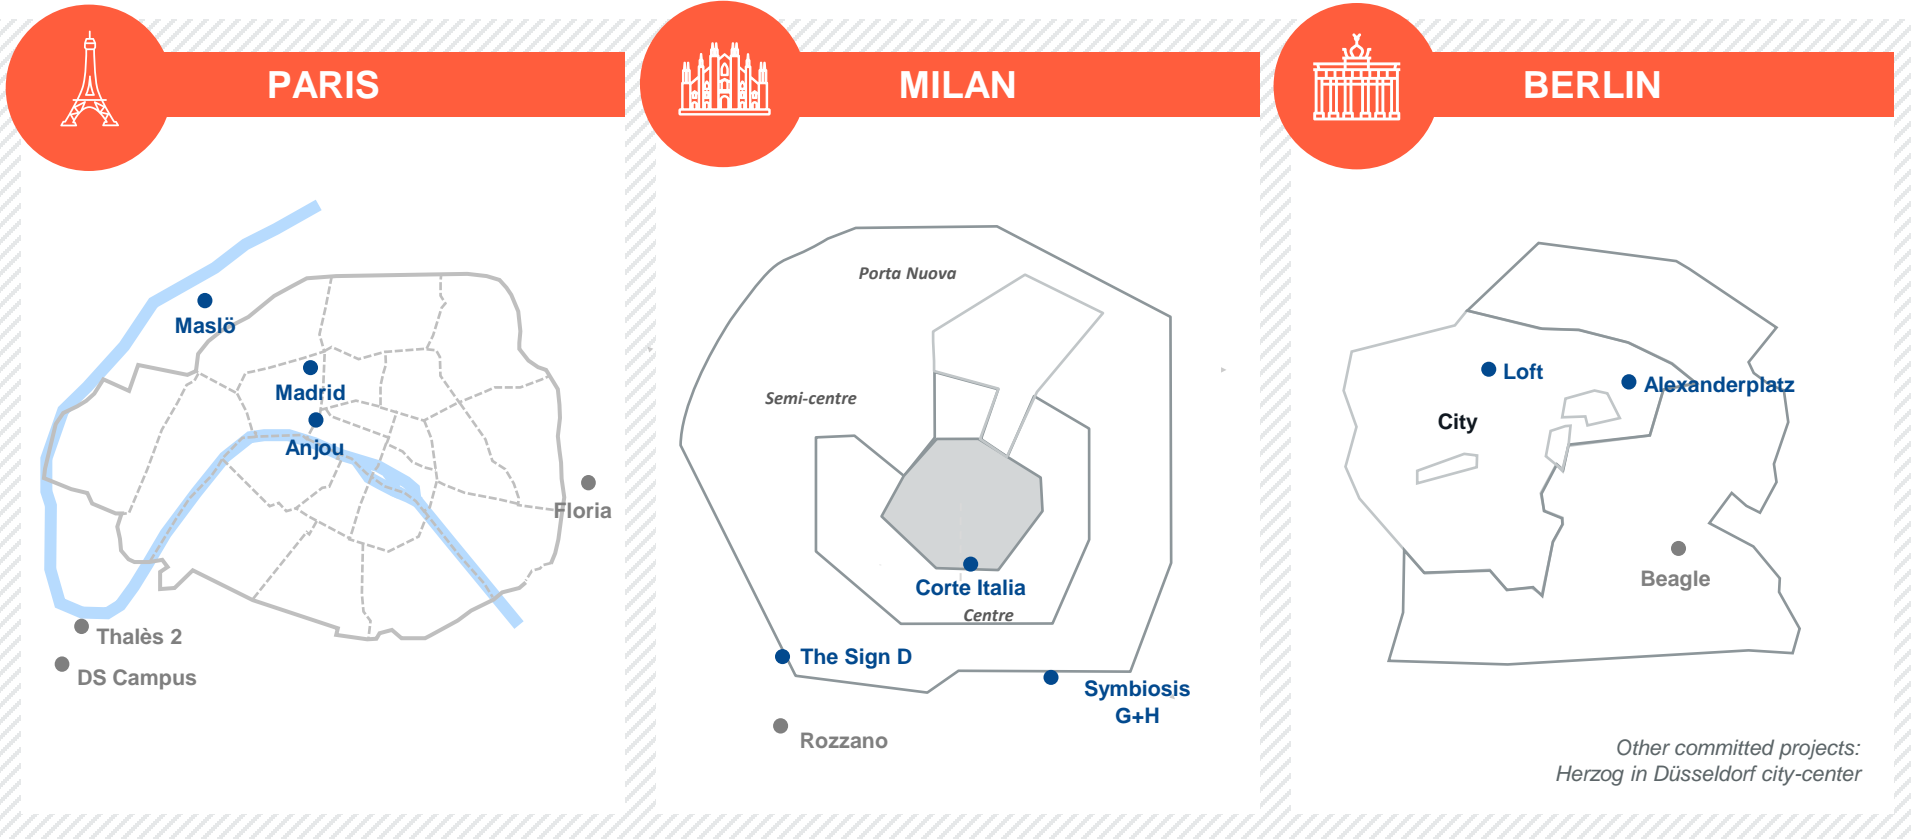 PARIS
Maslö
Madrid
Anjou
Floria
Thalès 2
DS Campus
MILAN
Porta Nuova
Semi-centre
Corte Italia
Centre
The Sign D
Symbiosis
G+H
Rozzano
BERLIN
Loft
Alexanderplatz
City
Beagle
Other committed projects:
Herzog in Düsseldorf city-center